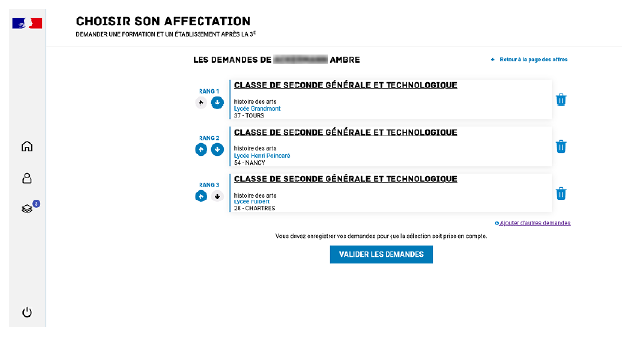 CHOISIR SON AFFECTATION
DEMANDER UNE FORMATION ET UN ÉTABLISSEMENT APRÈS LA 3E
LES DEMANDES DE AMBRE
Retour à la page des offres
RANG 1
CLASSE DE SECONDE GÉNÉRALE ET TECHNOLOGIQUE
histoire des arts
Lycée Grandmont
37 - TOURS
RANG 2
CLASSE DE SECONDE GÉNÉRALE ET TECHNOLOGIQUE
histoire des arts
Lycée Henri Poincaré
54 - NANCY
RANG 3
CLASSE DE SECONDE GÉNÉRALE ET TECHNOLOGIQUE
histoire des arts
Lycée Fulbert
28 - CHARTRES
Ajouter d'autres demandes
Vous devez enregistrer vos demandes pour que la sélection soit prise en compte.
VALIDER LES DEMANDES